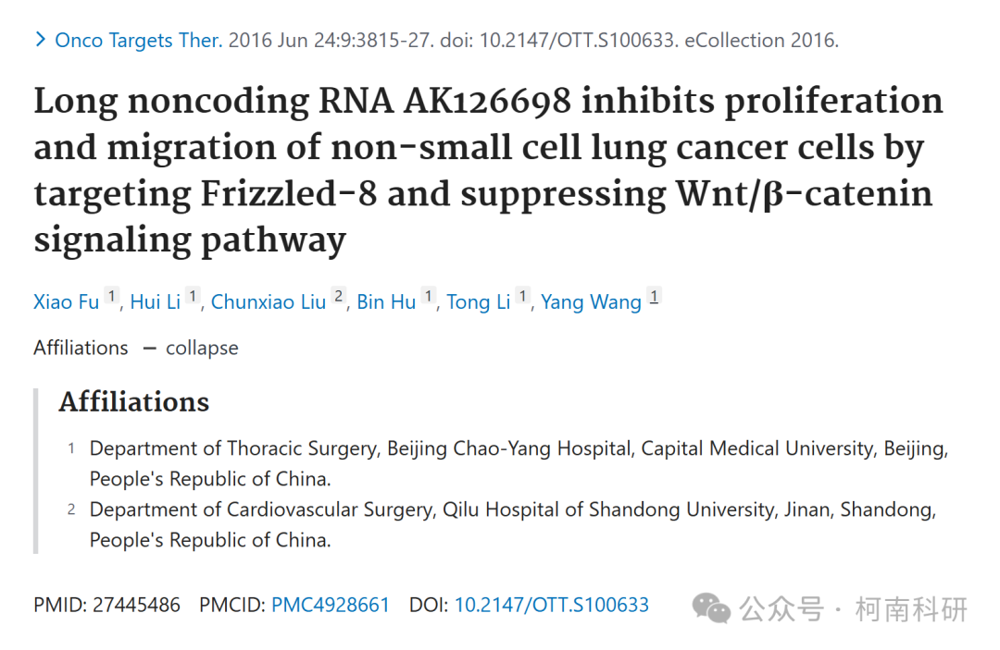 Onco Targets Ther. 2016 Jun 24:9:3815-27. doi: 10.2147/OTT.S100633. eCollection 2016.
Long noncoding RNA AK126698 inhibits proliferation
and migration of non-small cell lung cancer cells by
targeting Frizzled-8 and suppressing Wnt/β-catenin
signaling pathway
Xiao Fu 1, Hui Li 1, Chunxiao Liu 2, Bin Hu 1, Tong Li 1, Yang Wang 1
Affiliations — collapse
Affiliations
1 Department of Thoracic Surgery, Beijing Chao-Yang Hospital, Capital Medical University, Beijing,
People's Republic of China.
2 Department of Cardiovascular Surgery, Qilu Hospital of Shandong University, Jinan, Shandong,
People's Republic of China.
PMID: 27445486 PMCID: PMC4928661 DOI: 10.2147/OTT.S100633
公众号 · 柯南科研